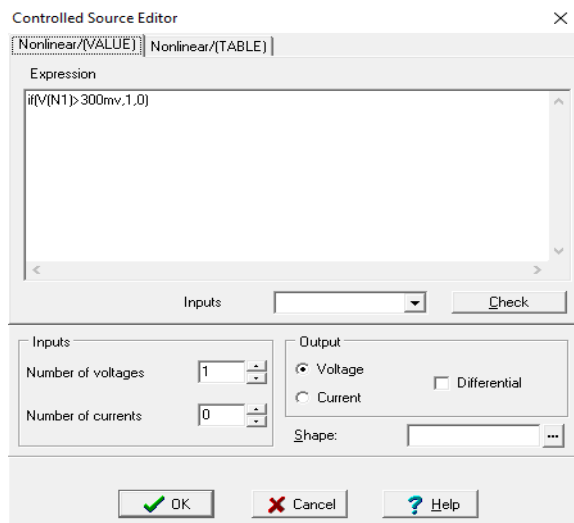 Controlled Source Editor
Nonlinear/(VALUE) Nonlinear/(TABLE)
Expression
if(V(N1)>300mv,1,0)
Inputs Check
Inputs
Number of voltages 1
Number of currents 0
Output
Voltage
Current
Differential
Shape: ...
OK Cancel Help